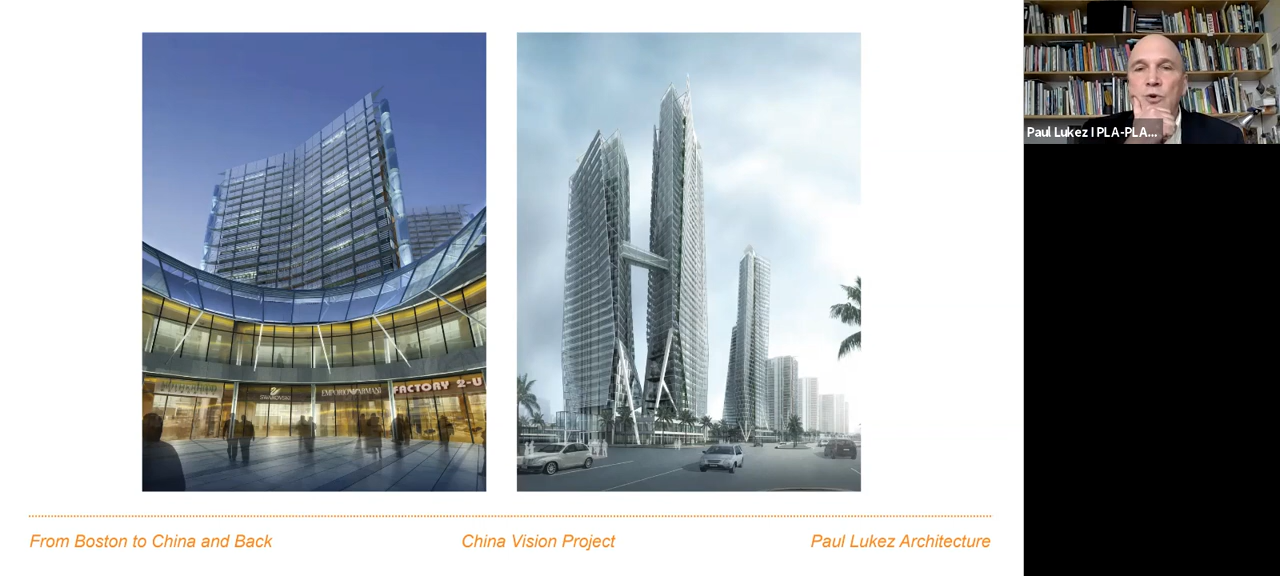 SWAROVSKI
EMPORIO ARMANI
FACTORY 2-U
Paul Lukez | PLA-PLA...
From Boston to China and Back
China Vision Project
Paul Lukez Architecture